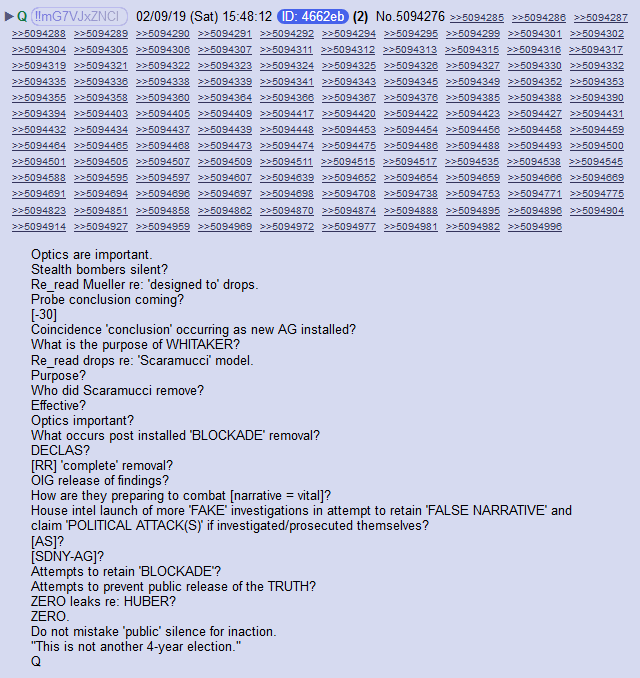 ▶ Q !!mG7VJxZNCI 02/09/19 (Sat) 15:48:12 ID: 4662eb (2) No.5094276 >>5094285 >>5094286 >>5094287
>>5094288 >>5094289 >>5094290 >>5094291 >>5094292 >>5094294 >>5094295 >>5094299 >>5094301 >>5094302
>>5094304 >>5094305 >>5094306 >>5094307 >>5094311 >>5094312 >>5094313 >>5094315 >>5094316 >>5094317
>>5094319 >>5094321 >>5094322 >>5094323 >>5094324 >>5094325 >>5094326 >>5094327 >>5094330 >>5094332
>>5094335 >>5094336 >>5094338 >>5094339 >>5094341 >>5094343 >>5094345 >>5094349 >>5094352 >>5094353
>>5094355 >>5094358 >>5094360 >>5094364 >>5094366 >>5094367 >>5094376 >>5094385 >>5094388 >>5094390
>>5094394 >>5094403 >>5094405 >>5094409 >>5094417 >>5094420 >>5094422 >>5094423 >>5094427 >>5094431
>>5094432 >>5094434 >>5094437 >>5094439 >>5094448 >>5094453 >>5094454 >>5094456 >>5094458 >>5094459
>>5094464 >>5094465 >>5094468 >>5094473 >>5094474 >>5094475 >>5094486 >>5094488 >>5094493 >>5094500
>>5094501 >>5094505 >>5094507 >>5094509 >>5094511 >>5094515 >>5094517 >>5094535 >>5094538 >>5094545
>>5094588 >>5094595 >>5094597 >>5094607 >>5094639 >>5094652 >>5094654 >>5094659 >>5094666 >>5094669
>>5094691 >>5094694 >>5094696 >>5094697 >>5094698 >>5094708 >>5094738 >>5094753 >>5094771 >>5094775
>>5094823 >>5094851 >>5094858 >>5094862 >>5094870 >>5094874 >>5094888 >>5094895 >>5094896 >>5094904
>>5094914 >>5094927 >>5094959 >>5094969 >>5094972 >>5094977 >>5094981 >>5094982 >>5094996
Optics are important.
Stealth bombers silent?
Re_read Mueller re: 'designed to' drops.
Probe conclusion coming?
[-30]
Coincidence 'conclusion' occurring as new AG installed?
What is the purpose of WHITAKER?
Re_read drops re: 'Scaramucci' model.
Purpose?
Who did Scaramucci remove?
Effective?
Optics important?
What occurs post installed 'BLOCKADE' removal?
DECLAS?
[RR] 'complete' removal?
OIG release of findings?
How are they preparing to combat [narrative = vital]?
House intel launch of more 'FAKE' investigations in attempt to retain 'FALSE NARRATIVE' and
claim 'POLITICAL ATTACK(S)' if investigated/prosecuted themselves?
[AS]?
[SDNY-AG]?
Attempts to retain 'BLOCKADE'?
Attempts to prevent public release of the TRUTH?
ZERO leaks re: HUBER?
ZERO.
Do not mistake 'public' silence for inaction.
"This is not another 4-year election."
Q